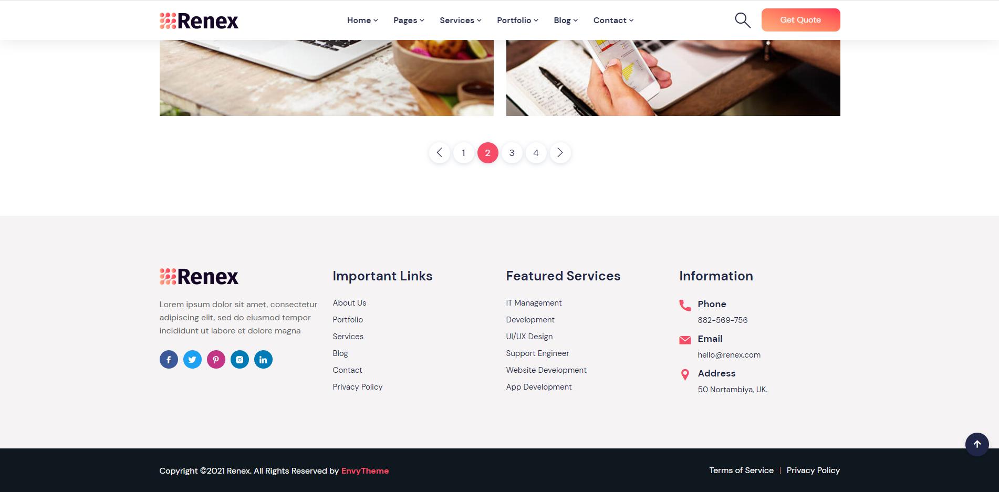 Renex
Home
Pages
Services
Portfolio
Blog
Contact
Get Quote
1
2
3
4
Renex
Lorem ipsum dolor sit amet, consectetur
adipiscing elit, sed do eiusmod tempor
incididunt ut labore et dolore magna
Important Links
About Us
Portfolio
Services
Blog
Contact
Privacy Policy
Featured Services
IT Management
Development
UI/UX Design
Support Engineer
Website Development
App Development
Information
Phone
882-569-756
Email
hello@renex.com
Address
50 Nortambiya, UK.
Copyright ©2021 Renex. All Rights Reserved by EnvyTheme
Terms of Service | Privacy Policy